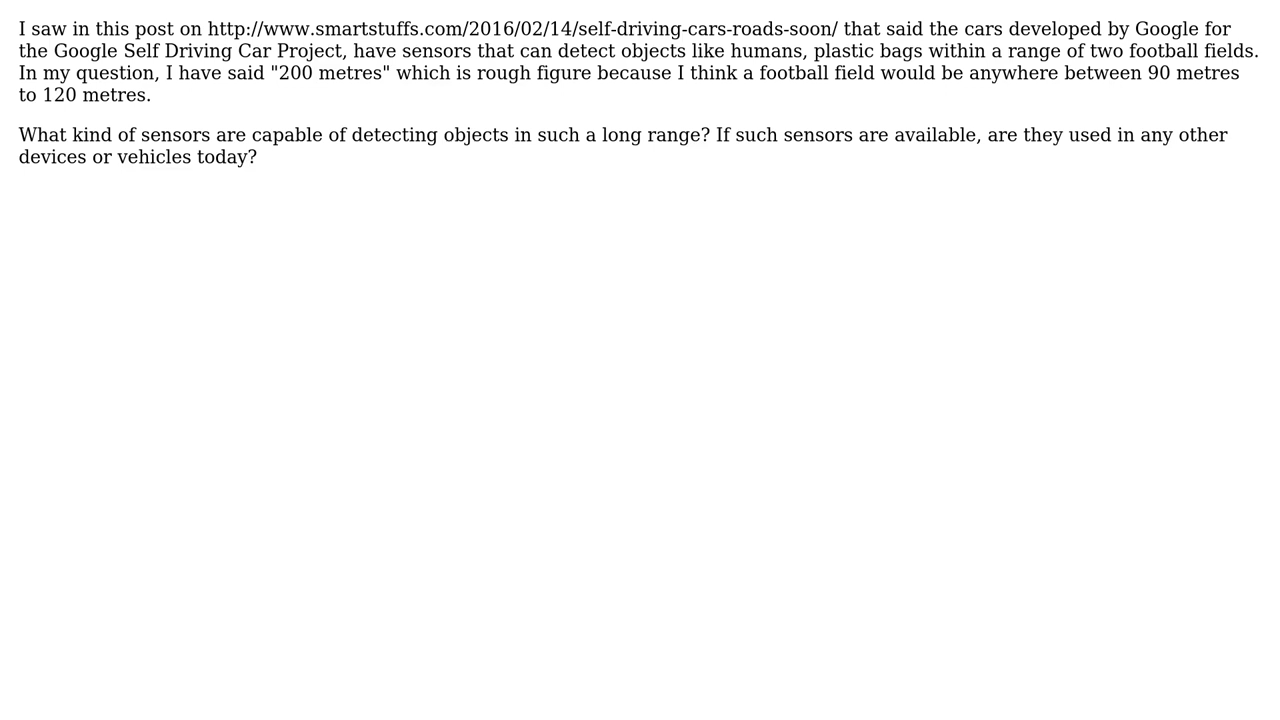 I saw in this post on http://www.smartstuffs.com/2016/02/14/self-driving-cars-roads-soon/ that said the cars developed by Google for
the Google Self Driving Car Project, have sensors that can detect objects like humans, plastic bags within a range of two football fields.
In my question, I have said "200 metres" which is rough figure because I think a football field would be anywhere between 90 metres
to 120 metres.
What kind of sensors are capable of detecting objects in such a long range? If such sensors are available, are they used in any other
devices or vehicles today?